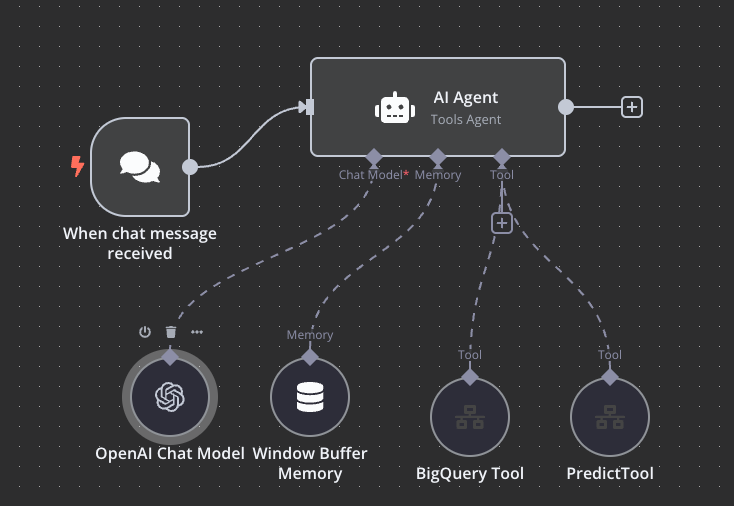 AI Agent
Tools Agent
Chat Model*
Memory
Tool
When chat message
received
Memory
Tool
Tool
OpenAI Chat Model
Window Buffer
Memory
BigQuery Tool
PredictTool